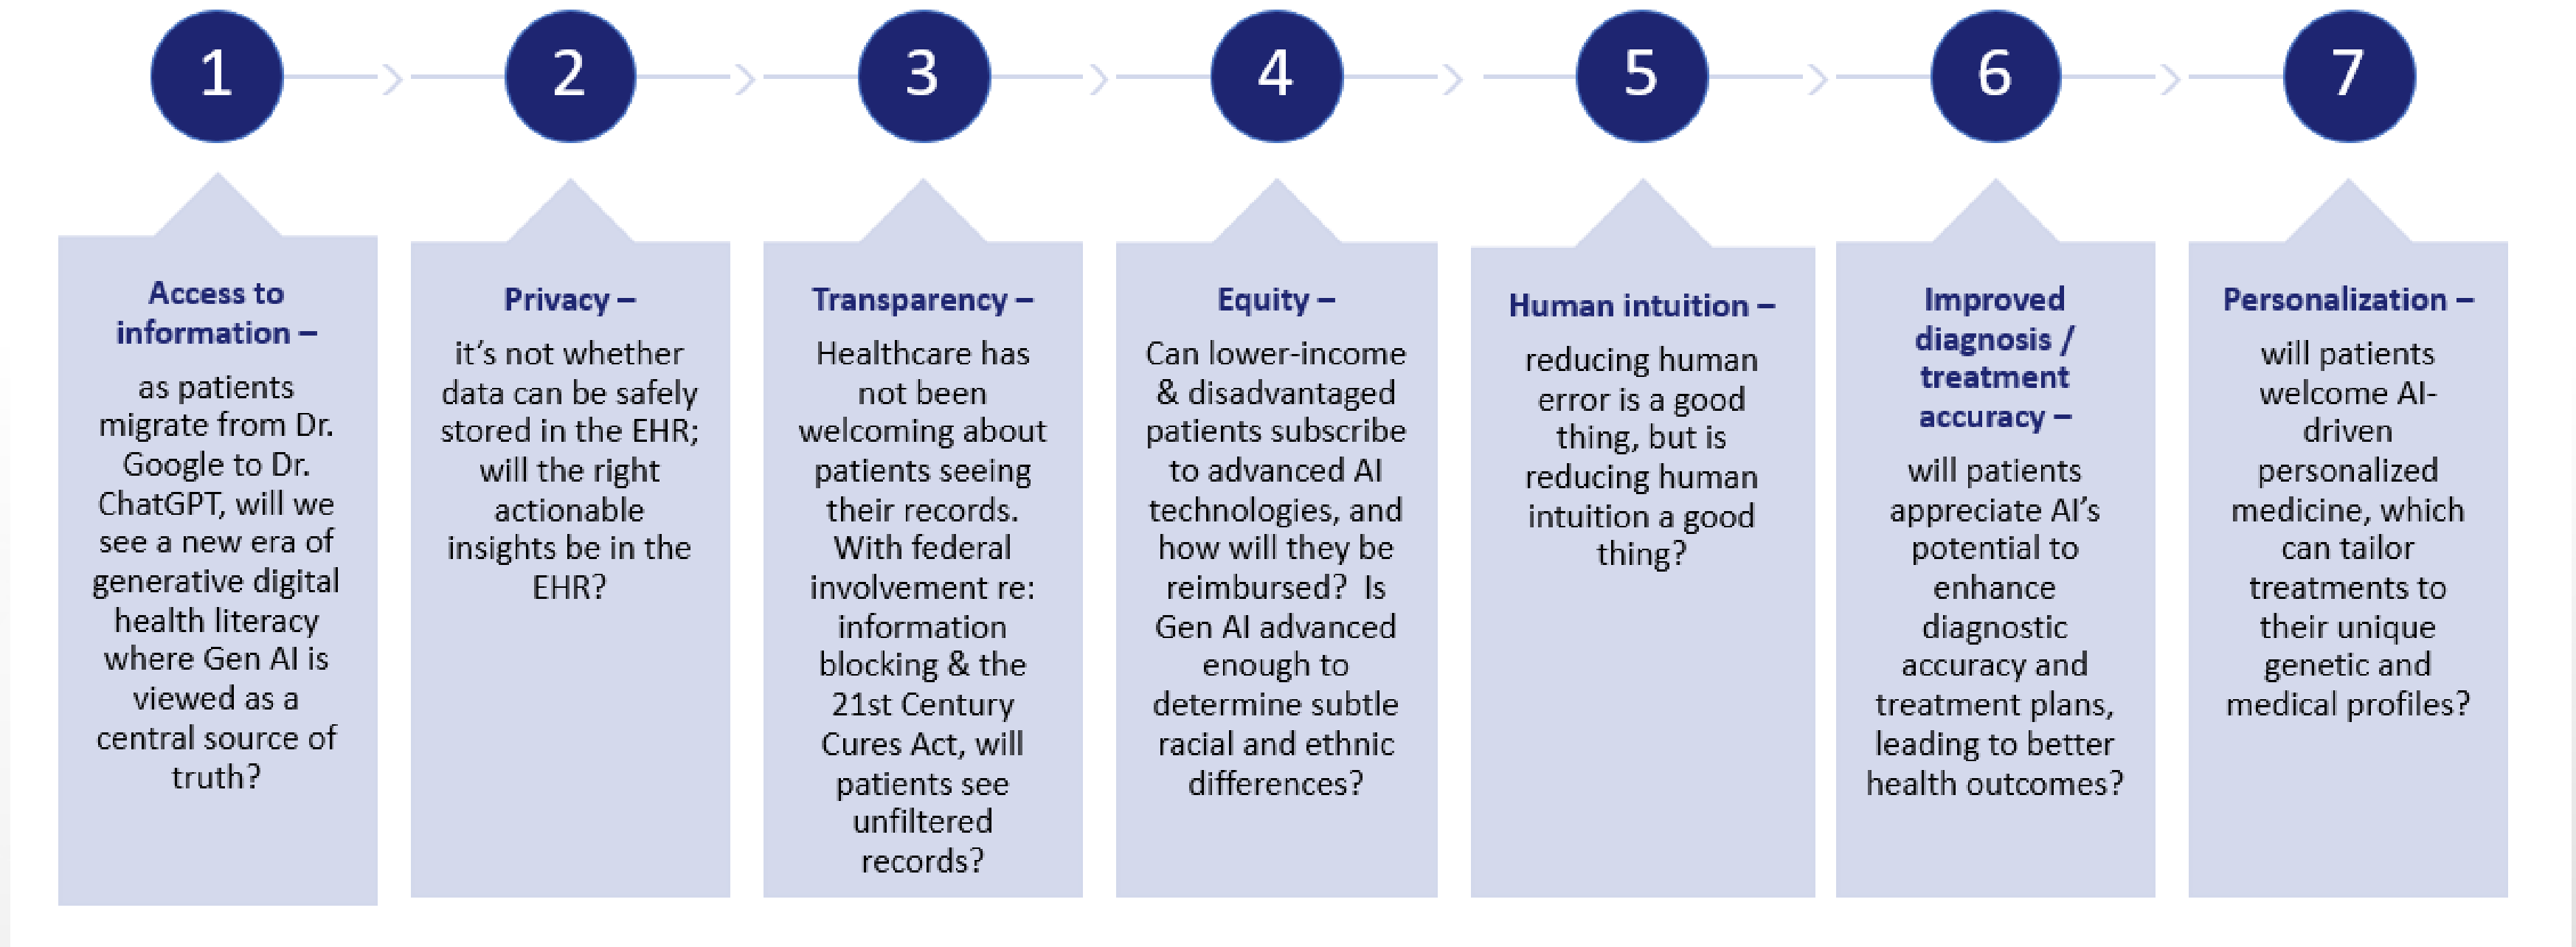 1
Access to
information –
as patients
migrate from Dr.
Google to Dr.
ChatGPT, will we
see a new era of
generative digital
health literacy
where Gen AI is
viewed as a
central source of
truth?
2
Privacy –
it’s not whether
data can be safely
stored in the EHR;
will the right
actionable
insights be in the
EHR?
3
Transparency –
Healthcare has
not been
welcoming about
patients seeing
their records.
With federal
involvement re:
information
blocking & the
21st Century
Cures Act, will
patients see
unfiltered
records?
4
Equity –
Can lower-income
& disadvantaged
patients subscribe
to advanced AI
technologies, and
how will they be
reimbursed? Is
Gen AI advanced
enough to
determine subtle
racial and ethnic
differences?
5
Human intuition –
reducing human
error is a good
thing, but is
reducing human
intuition a good
thing?
6
Improved
diagnosis /
treatment
accuracy –
will patients
appreciate AI’s
potential to
enhance
diagnostic
accuracy and
treatment plans,
leading to better
health outcomes?
7
Personalization –
will patients
welcome AI-
driven
personalized
medicine, which
can tailor
treatments to
their unique
genetic and
medical profiles?